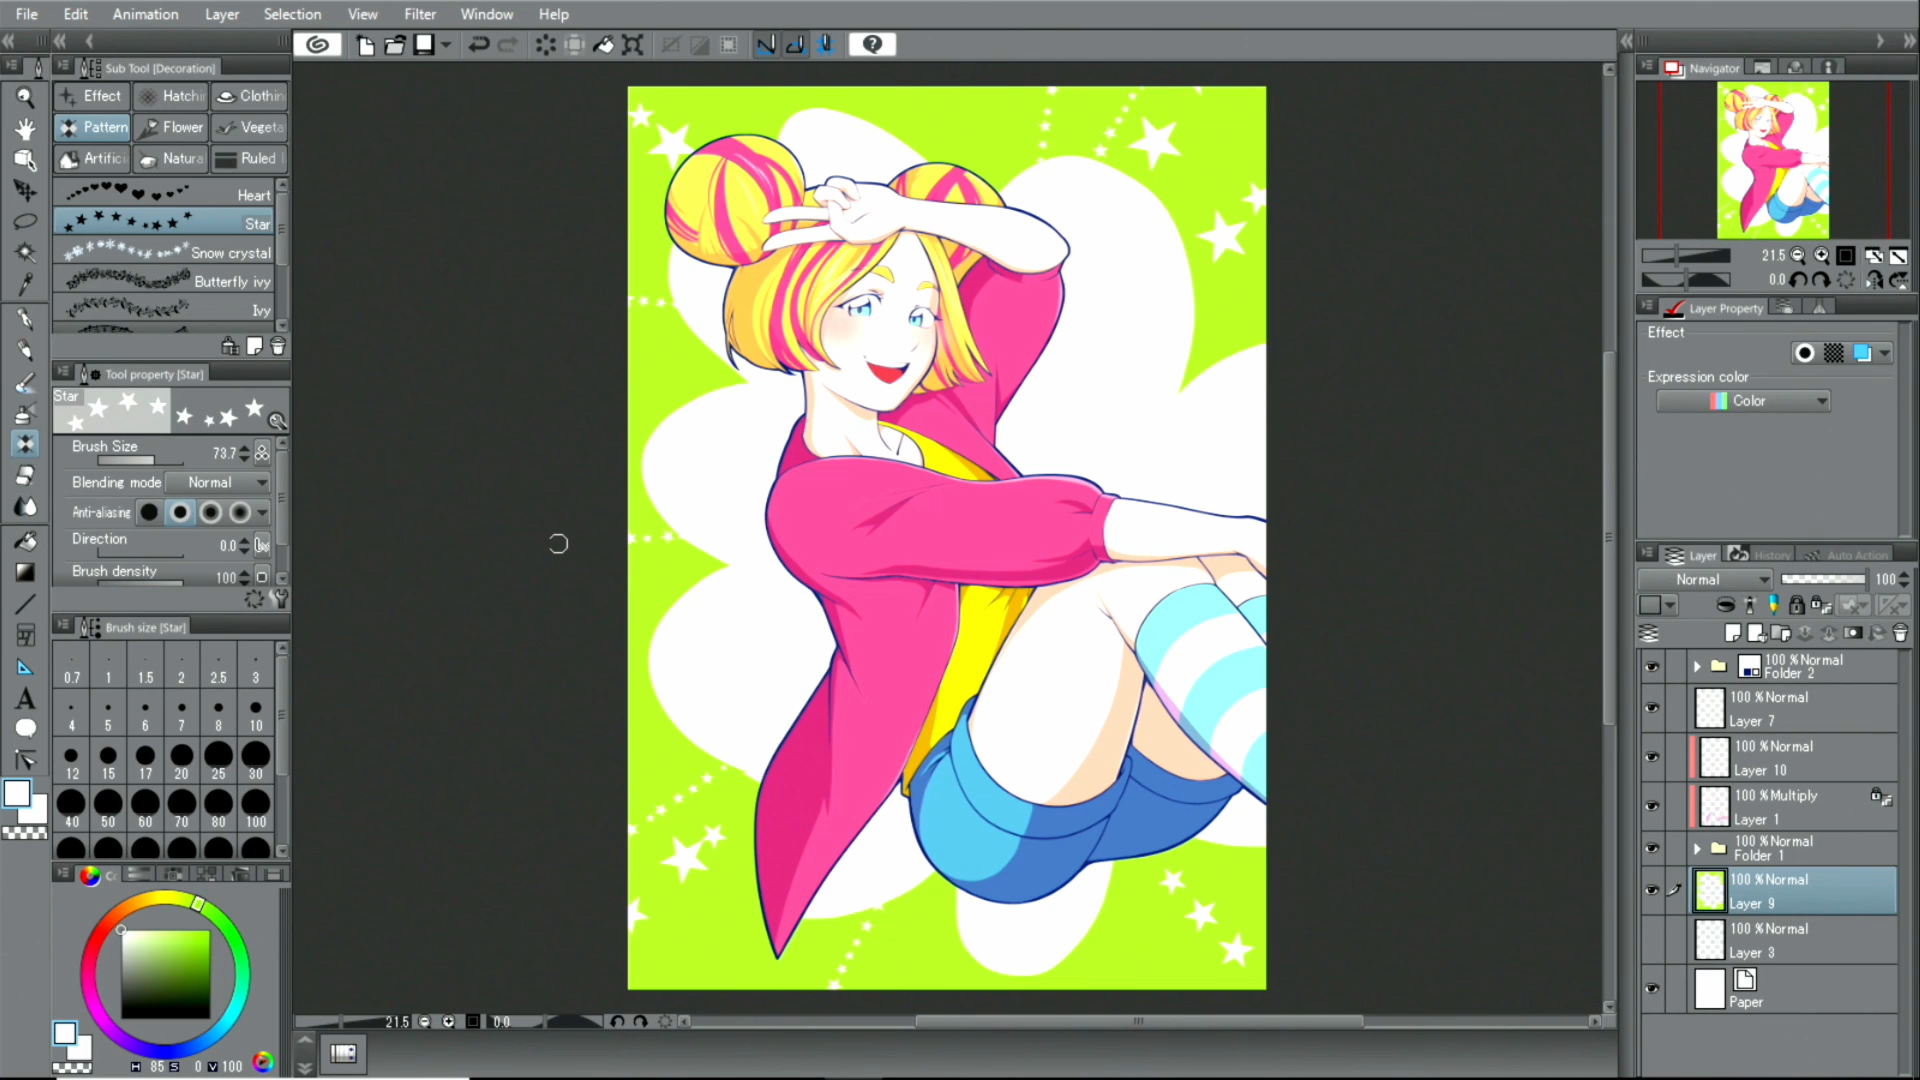 File Edit Animation Layer Selection View Filter Window Help
Sub Tool [Decoration]
Effect Hatchi Clothin
Pattern Flower Vegeta
Artifici Natura Ruled
Heart
Star
Snow crystal
Butterfly ivy
Ivy
Tool property [Star]
Star
Brush Size 73.7
Blending mode Normal
Anti-aliasing
Direction 0.0
Brush density 100
Brush size [Star]
0.7 1 1.5 2 2.5 3
4 5 6 7 8 10
12 15 17 20 25 30
40 50 60 70 80 100
H 85 S 0 V 100
21.5 0.0
Navigator
21.5
0.0
Layer Property
Effect
Expression color
Color
Layer History Auto Action
Normal 100
100 % Normal
Folder 2
100 % Normal
Layer 7
100 % Normal
Layer 10
100 % Multiply
Layer 1
100 % Normal
Folder 1
100 % Normal
Layer 9
100 % Normal
Layer 3
Paper